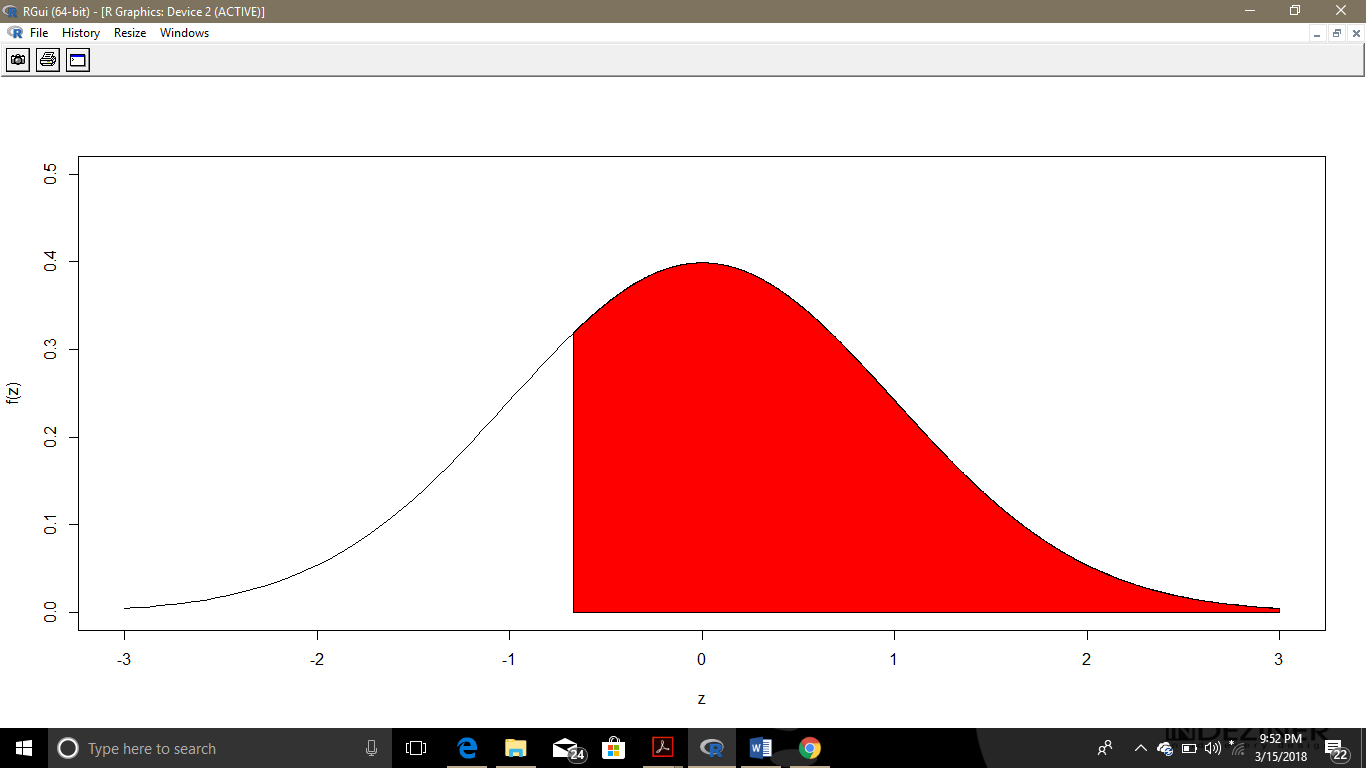 RGui (64-bit) - [R Graphics: Device 2 (ACTIVE)]
File History Resize Windows
0.5
0.4
0.3
0.2
0.1
0.0
f(z)
-3 -2 -1 0 1 2 3
z
Type here to search
24
9:52 PM
3/15/2018
22